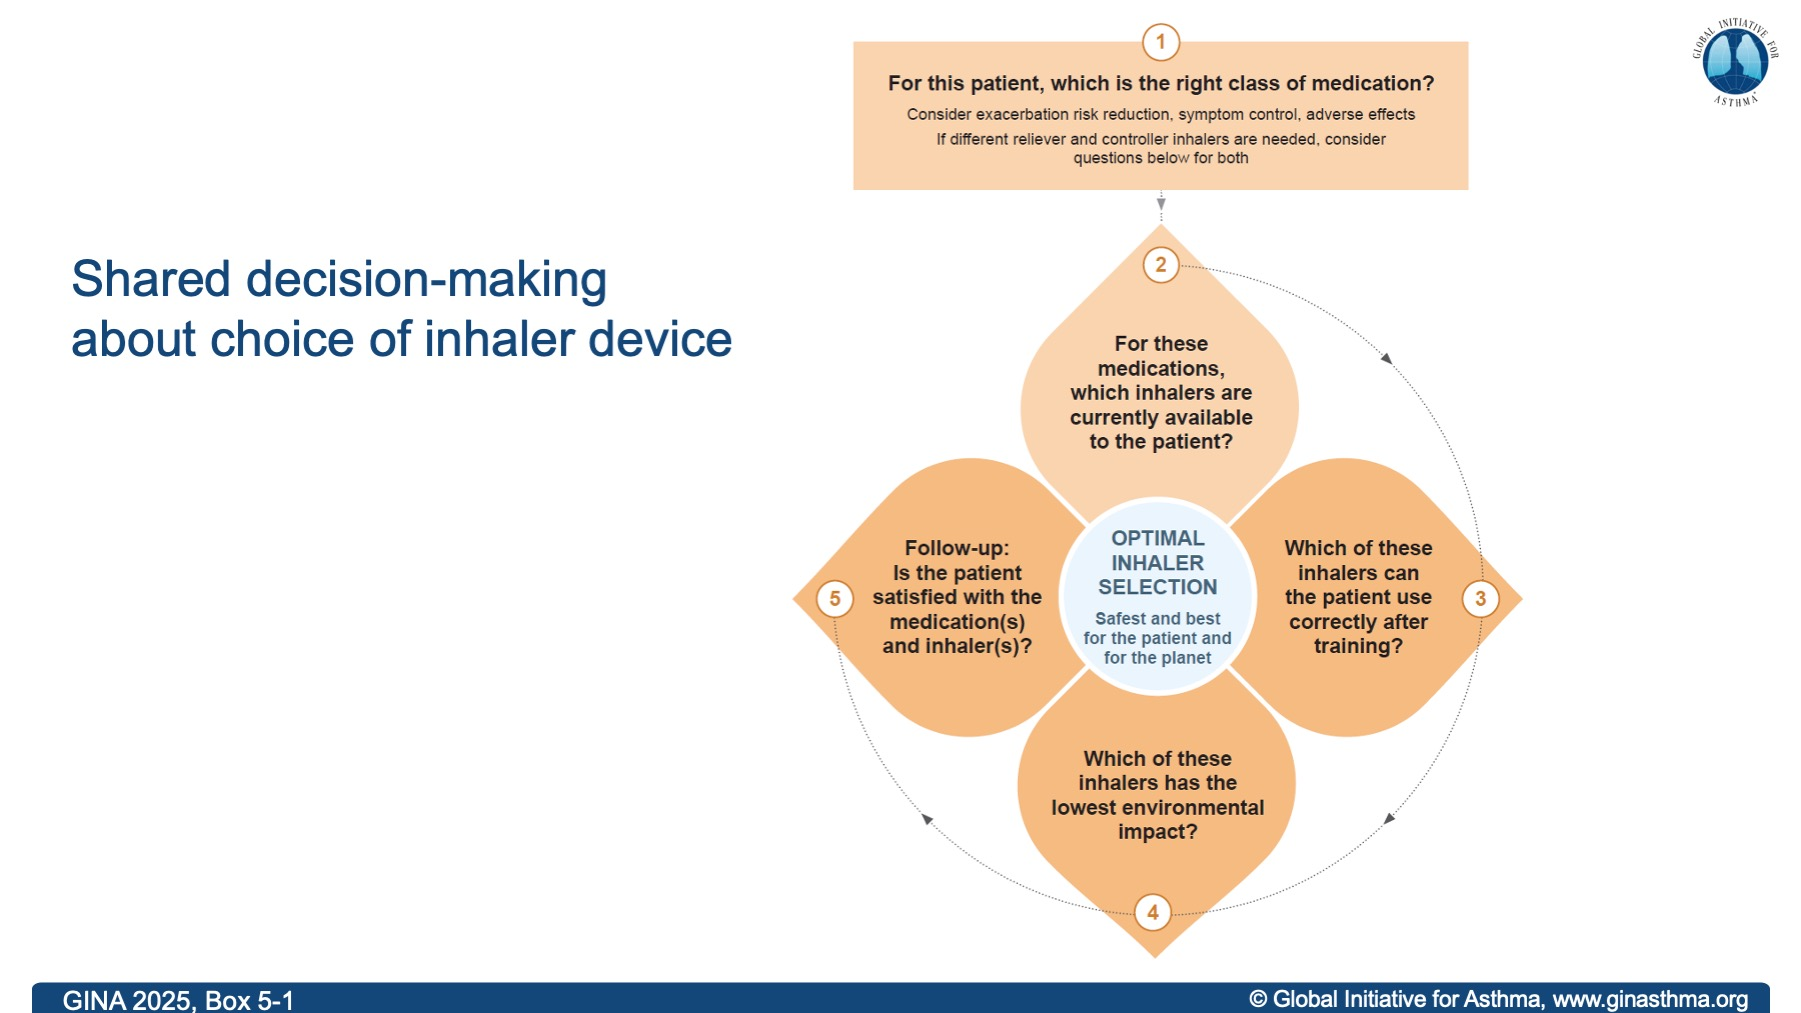 GLOBAL INITIATIVE FOR
ASTHMA
Shared decision-making
about choice of inhaler device
1
For this patient, which is the right class of medication?
Consider exacerbation risk reduction, symptom control, adverse effects
If different reliever and controller inhalers are needed, consider
questions below for both
2
For these
medications,
which inhalers are
currently available
to the patient?
3
Which of these
inhalers can
the patient use
correctly after
training?
4
Which of these
inhalers has the
lowest environmental
impact?
5
Follow-up:
Is the patient
satisfied with the
medication(s)
and inhaler(s)?
OPTIMAL
INHALER
SELECTION
Safest and best
for the patient and
for the planet
GINA 2025, Box 5-1
© Global Initiative for Asthma, www.ginasthma.org